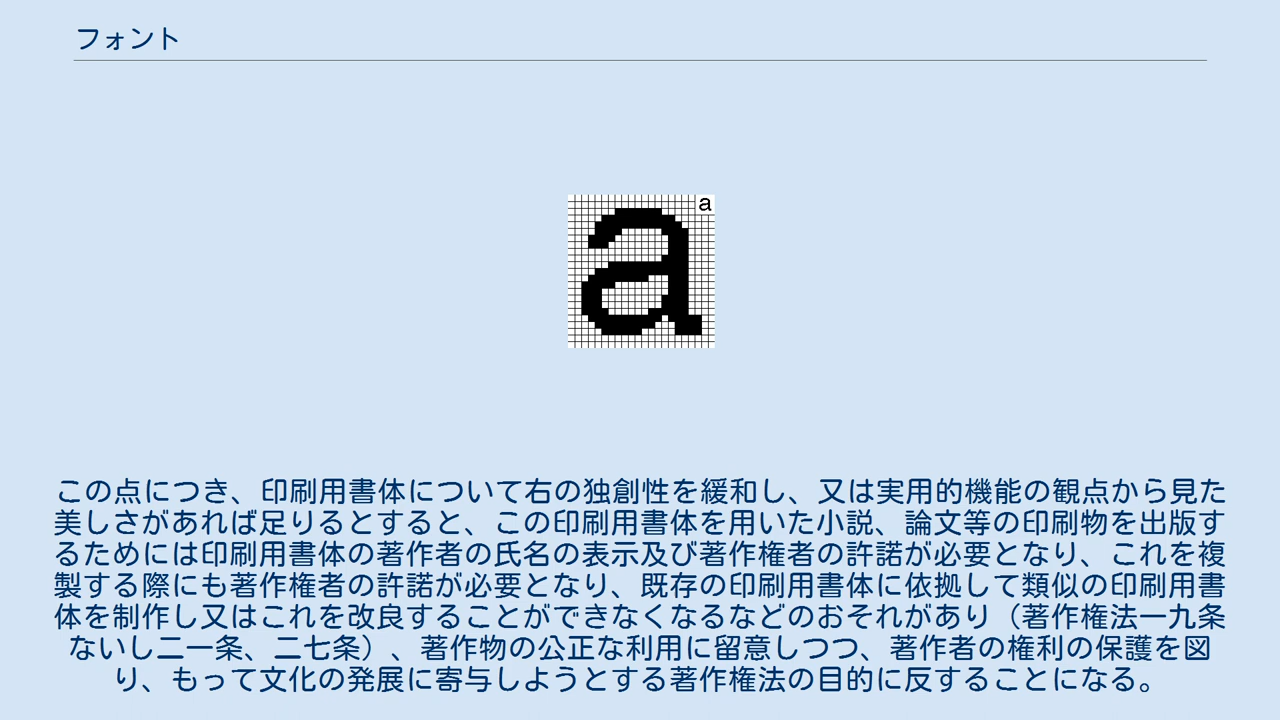 フォント
a
a
この点につき、印刷用書体について右の独創性を緩和し、又は実用的機能の観点から見た
美しさがあれば足りるとすると、この印刷用書体を用いた小説、論文等の印刷物を出版す
るためには印刷用書体の著作者の氏名の表示及び著作権者の許諾が必要となり、これを複
製する際にも著作権者の許諾が必要となり、既存の印刷用書体に依拠して類似の印刷用書
体を制作し又はこれを改良することができなくなるなどのおそれがあり（著作権法一九条
ないし二一条、二七条）、著作物の公正な利用に留意しつつ、著作者の権利の保護を図
り、もって文化の発展に寄与しようとする著作権法の目的に反することになる。